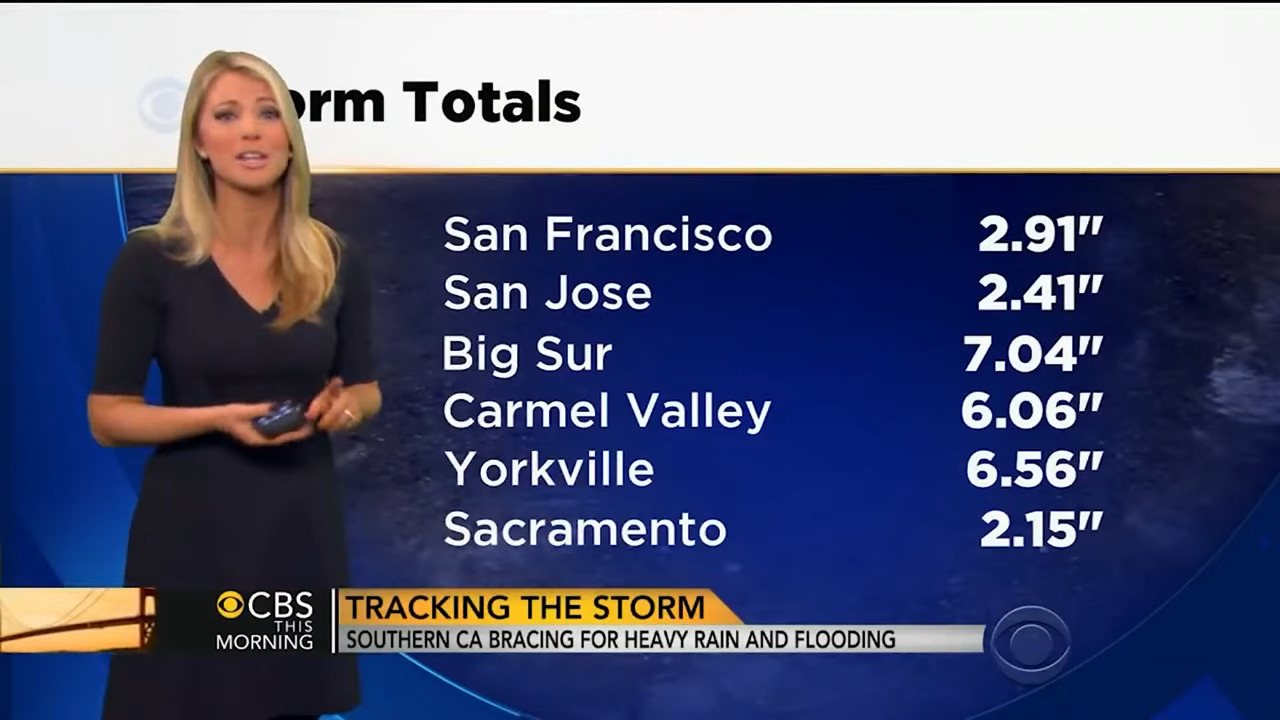 orm Totals
San Francisco 2.91"
San Jose 2.41"
Big Sur 7.04"
Carmel Valley 6.06"
Yorkville 6.56"
Sacramento 2.15"
CBS THIS MORNING
TRACKING THE STORM
SOUTHERN CA BRACING FOR HEAVY RAIN AND FLOODING